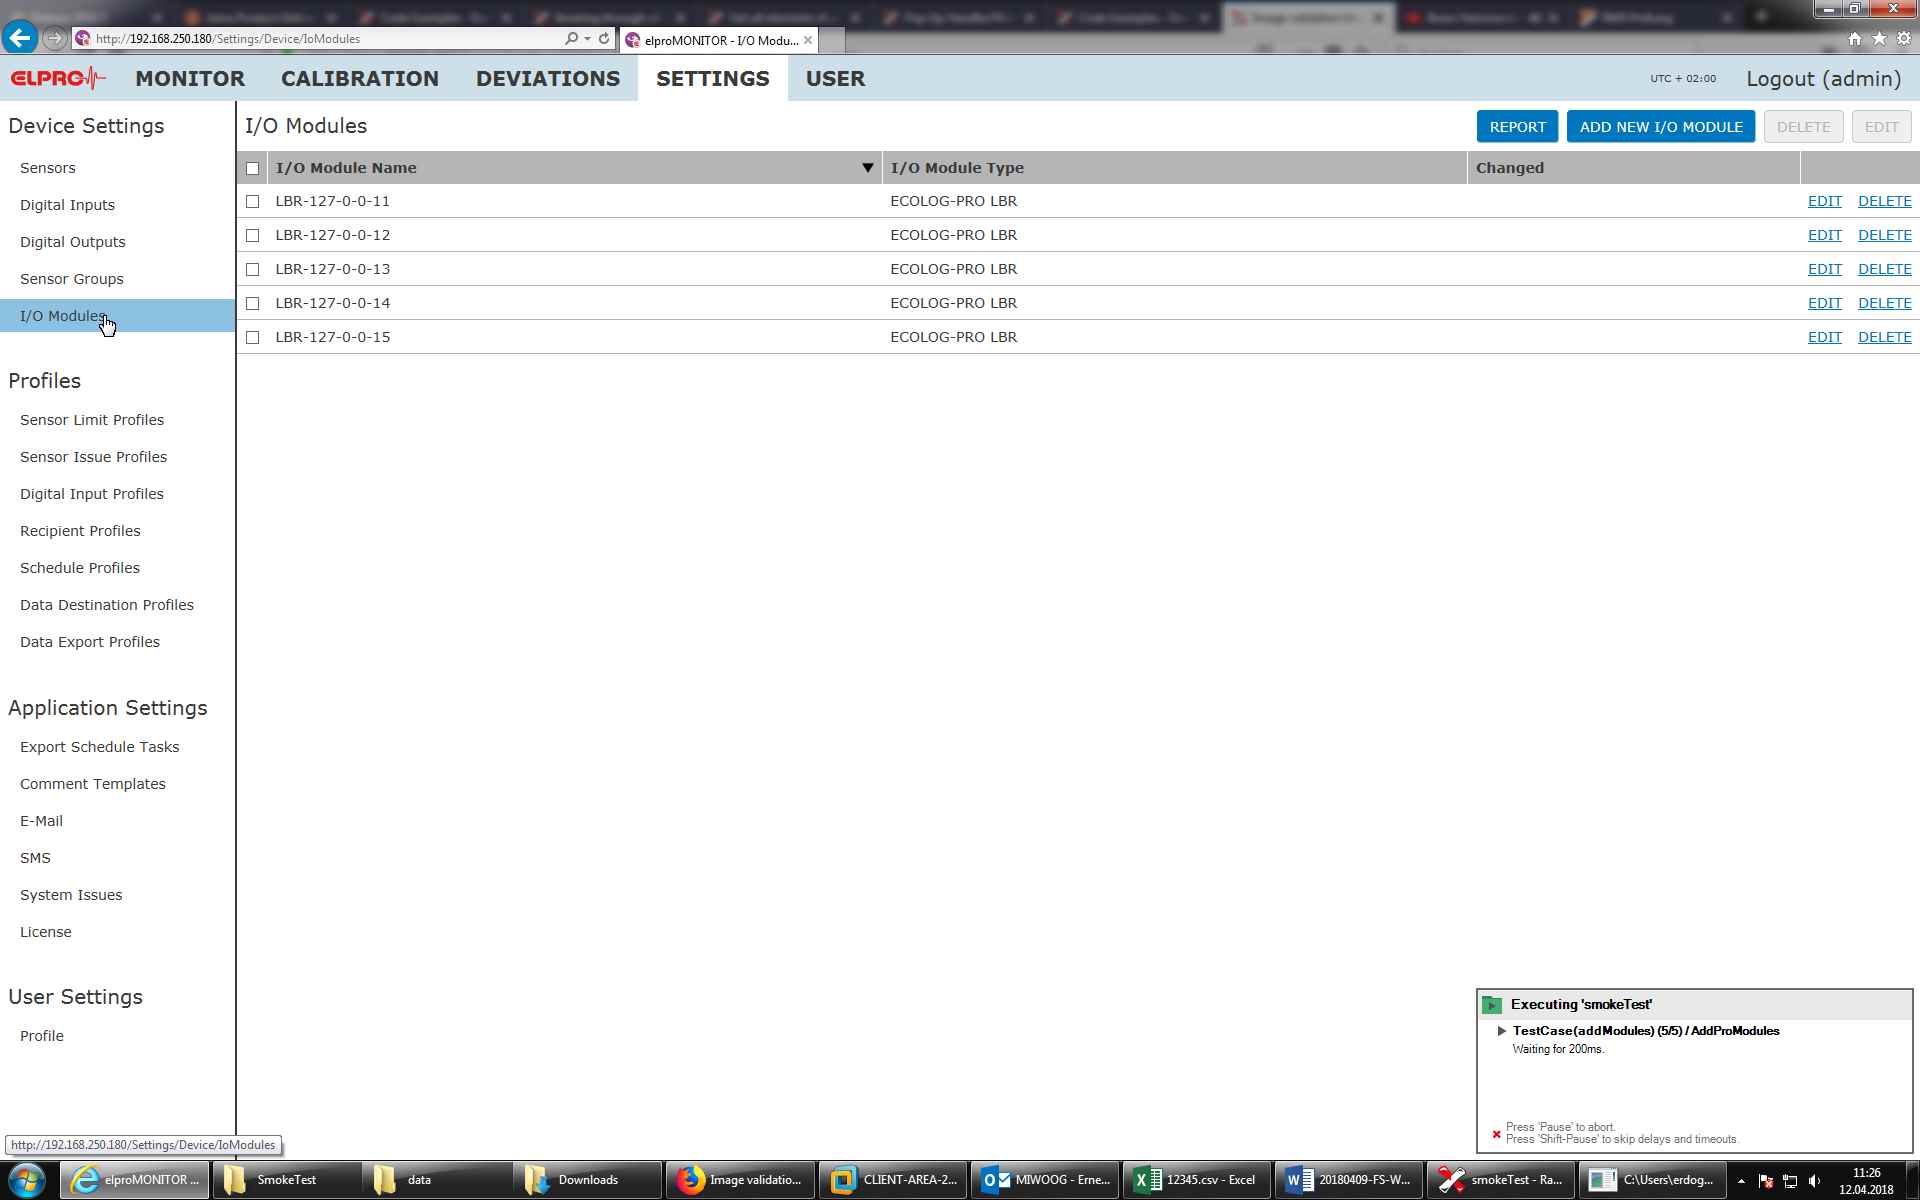 http://192.168.250.180/Settings/Device/IoModules
elproMONITOR - I/O Modu...
ELPRO
MONITOR
CALIBRATION
DEVIATIONS
SETTINGS
USER
UTC + 02:00
Logout (admin)
Device Settings
Sensors
Digital Inputs
Digital Outputs
Sensor Groups
I/O Modules
Profiles
Sensor Limit Profiles
Sensor Issue Profiles
Digital Input Profiles
Recipient Profiles
Schedule Profiles
Data Destination Profiles
Data Export Profiles
Application Settings
Export Schedule Tasks
Comment Templates
E-Mail
SMS
System Issues
License
User Settings
Profile
I/O Modules
REPORT
ADD NEW I/O MODULE
DELETE
EDIT
I/O Module Name I/O Module Type Changed
LBR-127-0-0-11 ECOLOG-PRO LBR EDIT DELETE
LBR-127-0-0-12 ECOLOG-PRO LBR EDIT DELETE
LBR-127-0-0-13 ECOLOG-PRO LBR EDIT DELETE
LBR-127-0-0-14 ECOLOG-PRO LBR EDIT DELETE
LBR-127-0-0-15 ECOLOG-PRO LBR EDIT DELETE
Executing 'smokeTest'
TestCase(addModules) (5/5) / AddProModules
Waiting for 200ms.
Press 'Pause' to abort.
Press 'Shift-Pause' to skip delays and timeouts.
http://192.168.250.180/Settings/Device/IoModules
elproMONITOR ...
SmokeTest
data
Downloads
Image validatio...
CLIENT-AREA-2...
MIWOOG - Erne...
12345.csv - Excel
20180409-FS-W...
smokeTest - Ra...
C:\Users\erdog...
11:26
12.04.2018